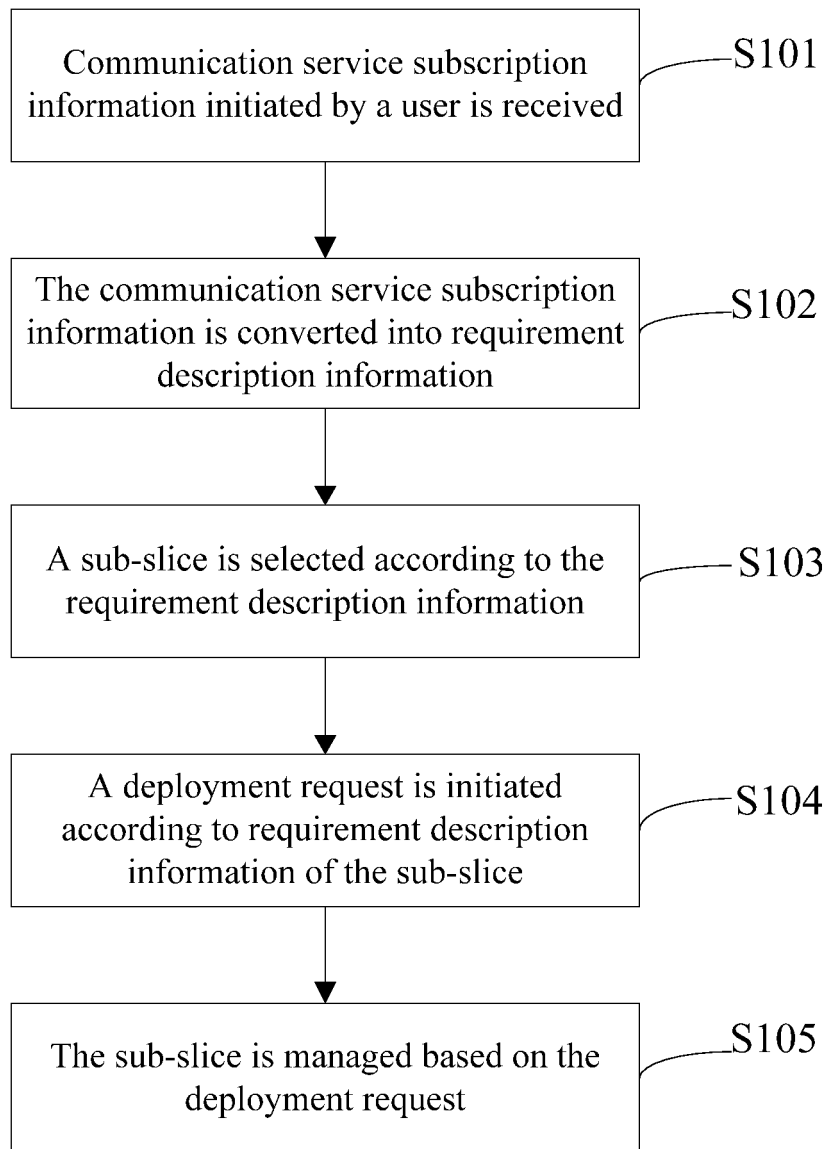 Communication service subscription
information initiated by a user is received
S101
The communication service subscription
information is converted into requirement
description information
S102
A sub-slice is selected according to the
requirement description information
S103
A deployment request is initiated
according to requirement description
information of the sub-slice
S104
The sub-slice is managed based on the
deployment request
S105